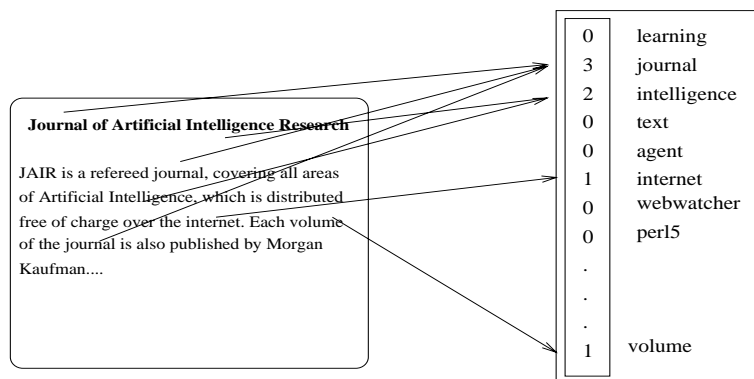 Journal of Artificial Intelligence Research
JAIR is a refereed journal, covering all areas
of Artificial Intelligence, which is distributed
free of charge over the internet. Each volume
of the journal is also published by Morgan
Kaufman....
0 learning
3 journal
2 intelligence
0 text
0 agent
1 internet
0 webwatcher
0 perl5
.
.
.
1 volume